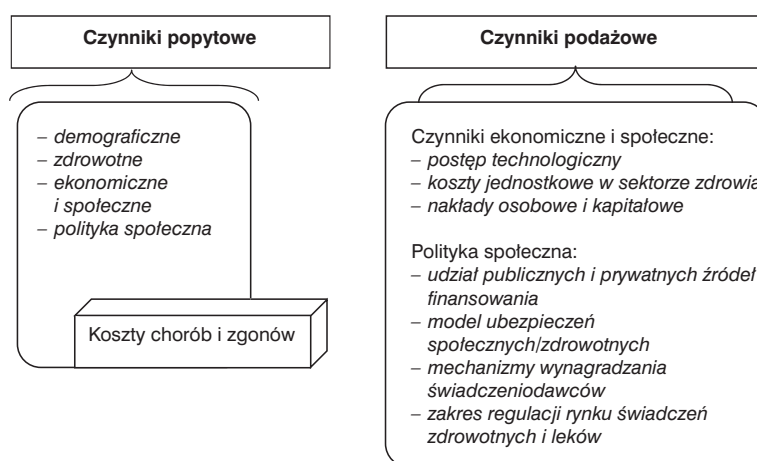 Czynniki popytowe
– demograficzne
– zdrowotne
– ekonomiczne
i społeczne
– polityka społeczna
Koszty chorób i zgonów
Czynniki podażowe
Czynniki ekonomiczne i społeczne:
– postęp technologiczny
– koszty jednostkowe w sektorze zdrowia
– nakłady osobowe i kapitałowe
Polityka społeczna:
– udział publicznych i prywatnych źródeł
finansowania
– model ubezpieczeń
społecznych/zdrowotnych
– mechanizmy wynagradzania
świadczeniodawców
– zakres regulacji rynku świadczeń
zdrowotnych i leków